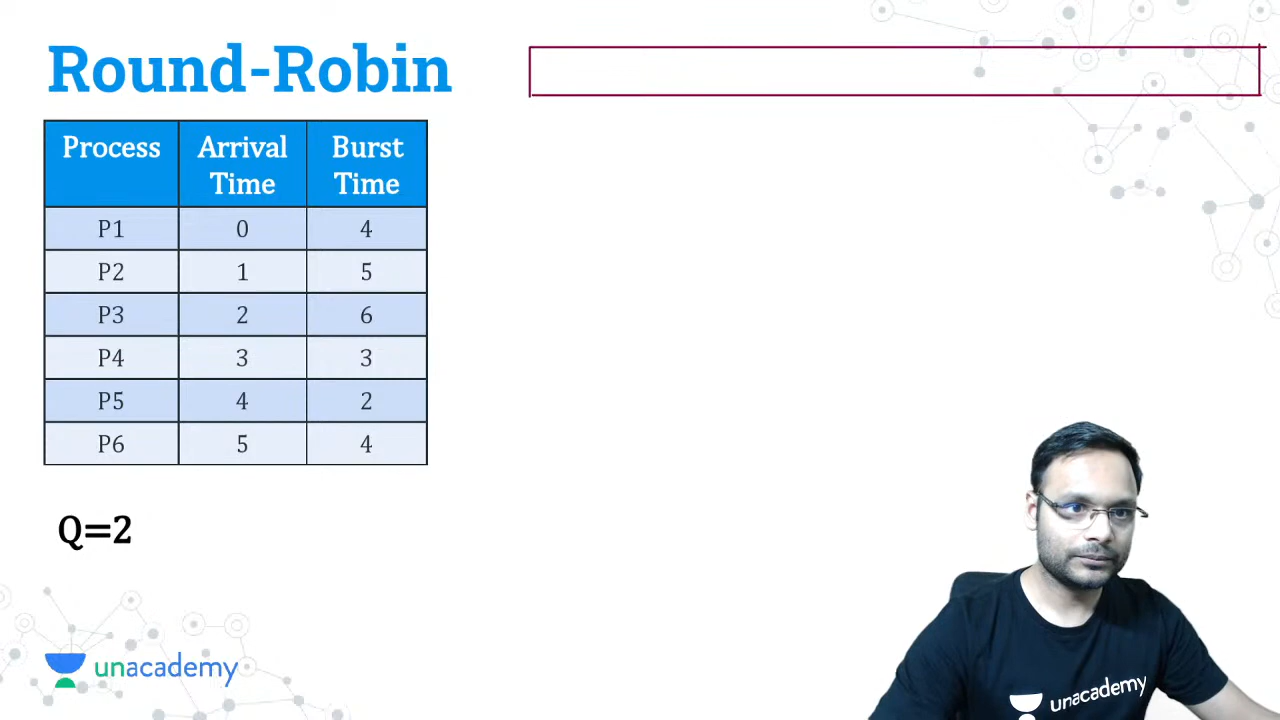 Round-Robin
Process Arrival Time Burst Time
P1 0 4
P2 1 5
P3 2 6
P4 3 3
P5 4 2
P6 5 4
Q=2
unacademy
unacademy